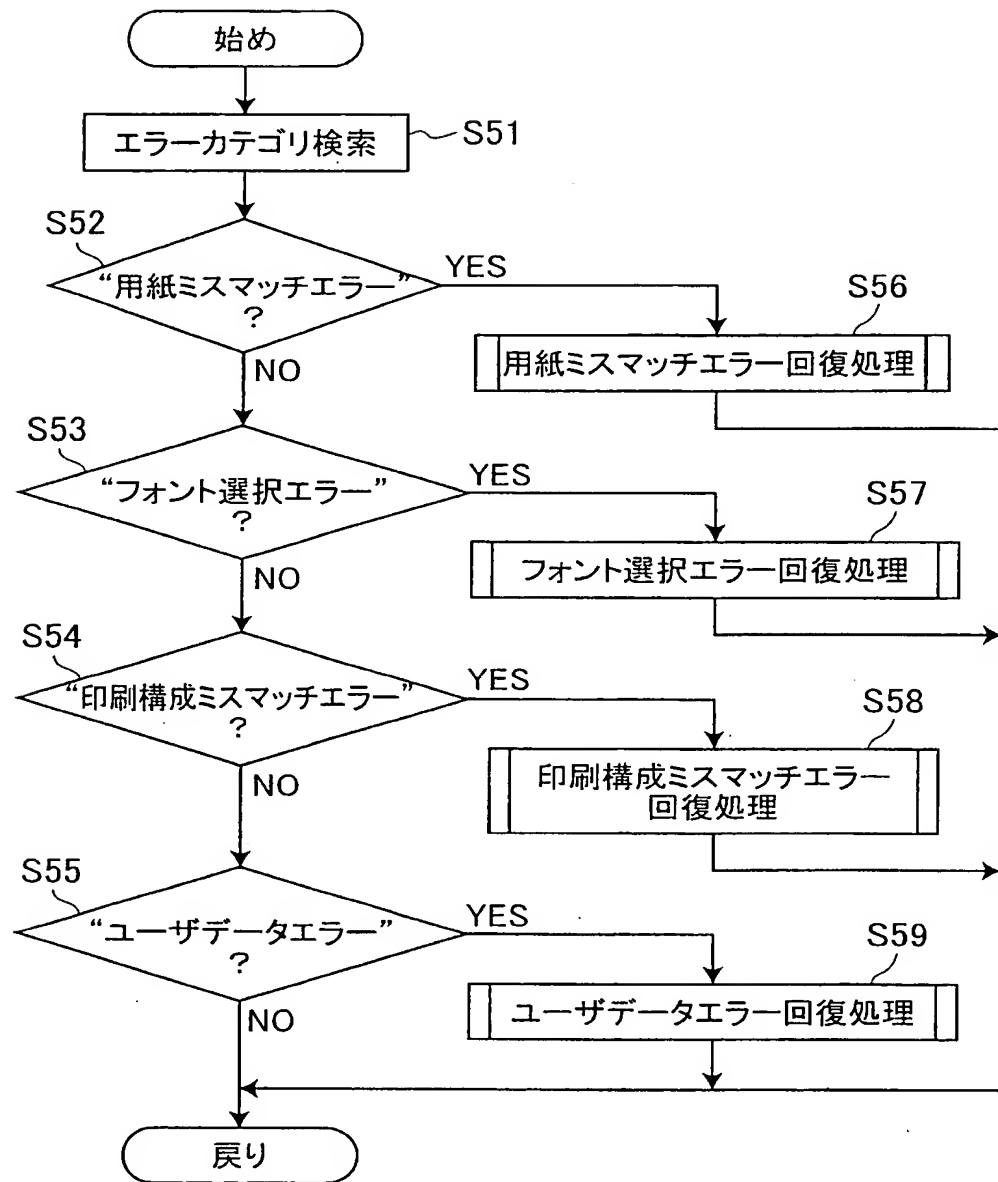 始め
エラーカテゴリ検索
S51
S52
“用紙ミスマッチエラー”
?
YES
NO
S56
用紙ミスマッチエラー回復処理
S53
“フォント選択エラー”
?
YES
NO
S57
フォント選択エラー回復処理
S54
“印刷構成ミスマッチエラー”
?
YES
NO
S58
印刷構成ミスマッチエラー
回復処理
S55
“ユーザデータエラー”
?
YES
NO
S59
ユーザデータエラー回復処理
戻り